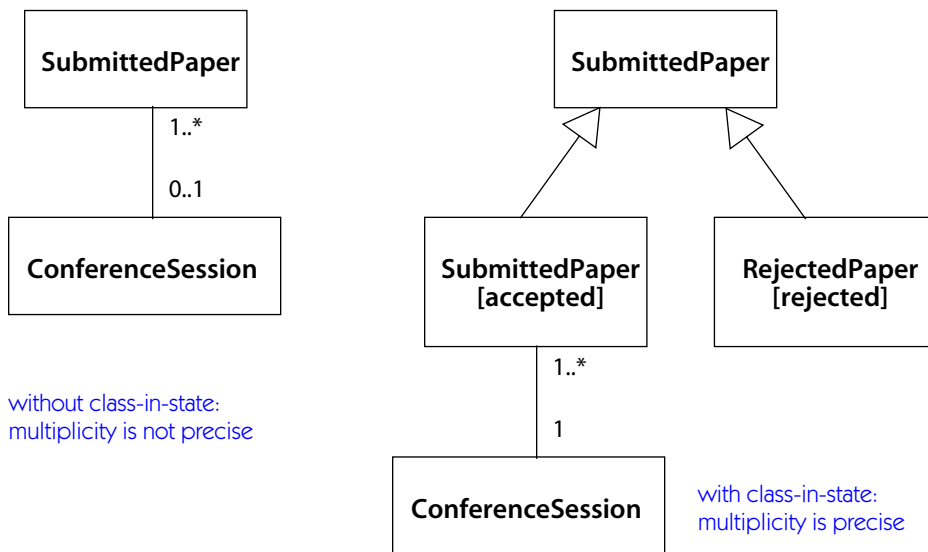 SubmittedPaper
1..*
0..1
ConferenceSession
without class-in-state:
multiplicity is not precise
SubmittedPaper
SubmittedPaper
[accepted]
RejectedPaper
[rejected]
1..*
1
ConferenceSession
with class-in-state:
multiplicity is precise